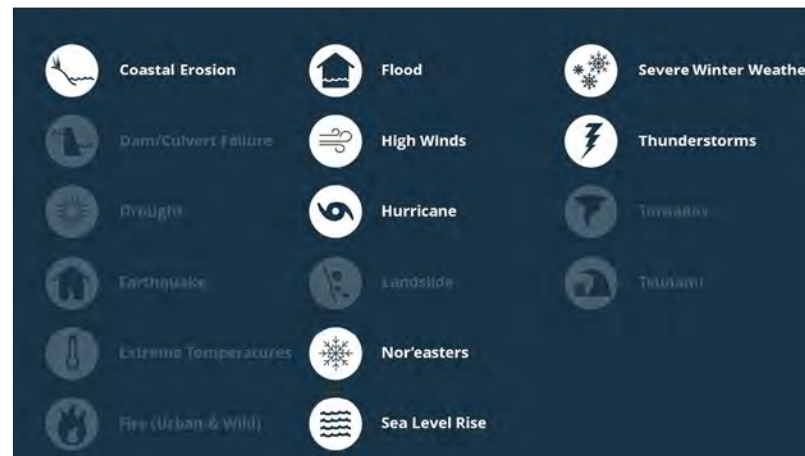 Coastal Erosion
Dam/Culvert Failure
Drought
Earthquake
Extreme Temperatures
Fire (Urban & Wild)
Flood
High Winds
Hurricane
Landslide
Nor'easters
Sea Level Rise
Severe Winter Weathe
Thunderstorms
Tornados
Tsunami